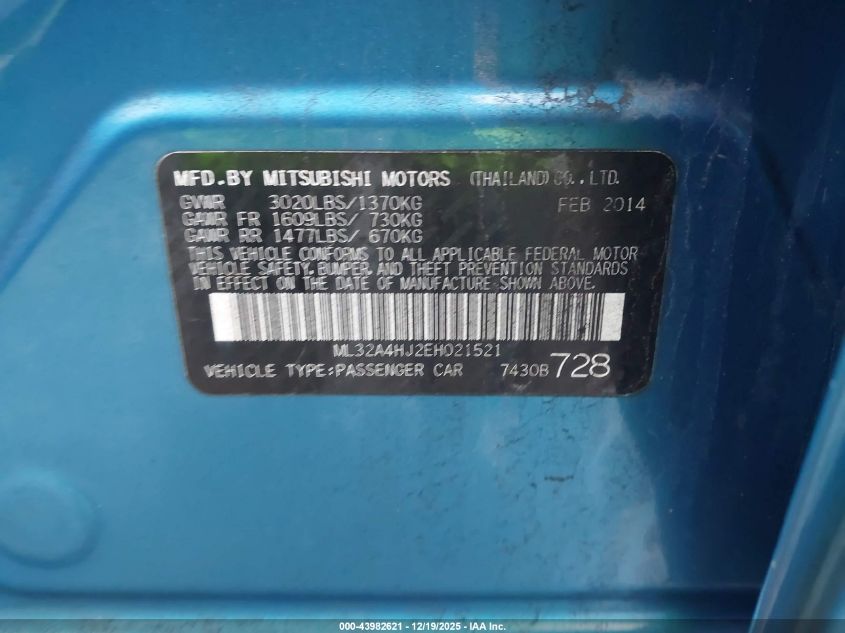 MFD.BY MITSUBISHI MOTORS (THAILAND) CO.,LTD.
GVWR 3020LBS/1370KG FEB 2014
GAWR FR 1609LBS/ 730KG
GAWR RR 1477LBS/ 670KG
THIS VEHICLE CONFORMS TO ALL APPLICABLE FEDERAL MOTOR
VEHICLE SAFETY, BUMPER, AND THEFT PREVENTION STANDARDS
IN EFFECT ON THE DATE OF MANUFACTURE SHOWN ABOVE.
ML32A4HJ2EH021521
VEHICLE TYPE:PASSENGER CAR 7430B 728
000-43982621 - 12/19/2025 - IAA Inc.